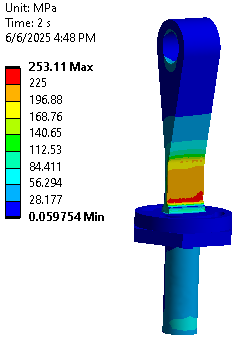 Unit: MPa
Time: 2 s
6/6/2025 4:48 PM
253.11 Max
225
196.88
168.76
140.65
112.53
84.411
56.294
28.177
0.059754 Min